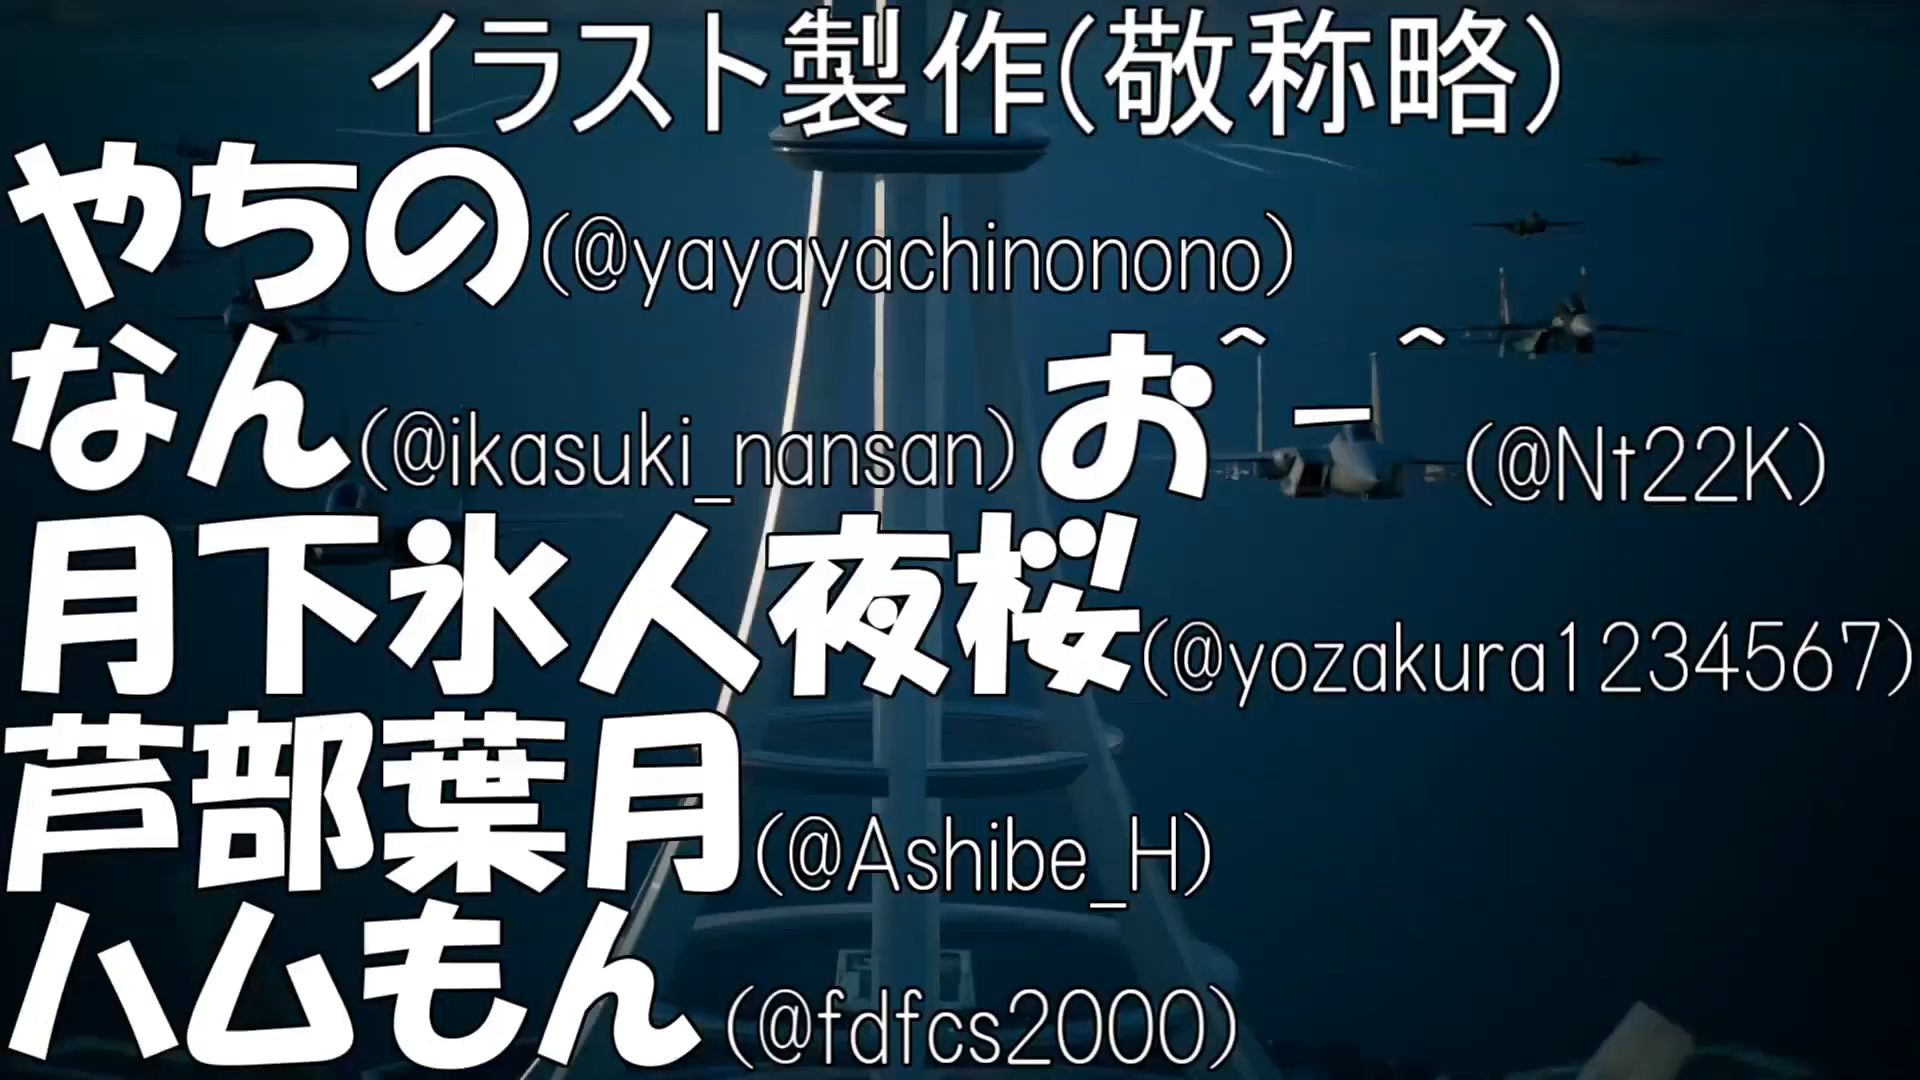 イラスト製作(敬称略)
やちの(@yayayachinonono)
なん(@ikasuki_nansan) お^_^(@Nt22K)
月下氷人夜桜(@yozakura1234567)
芦部葉月(@Ashibe_H)
ハムもん(@fdfcs2000)